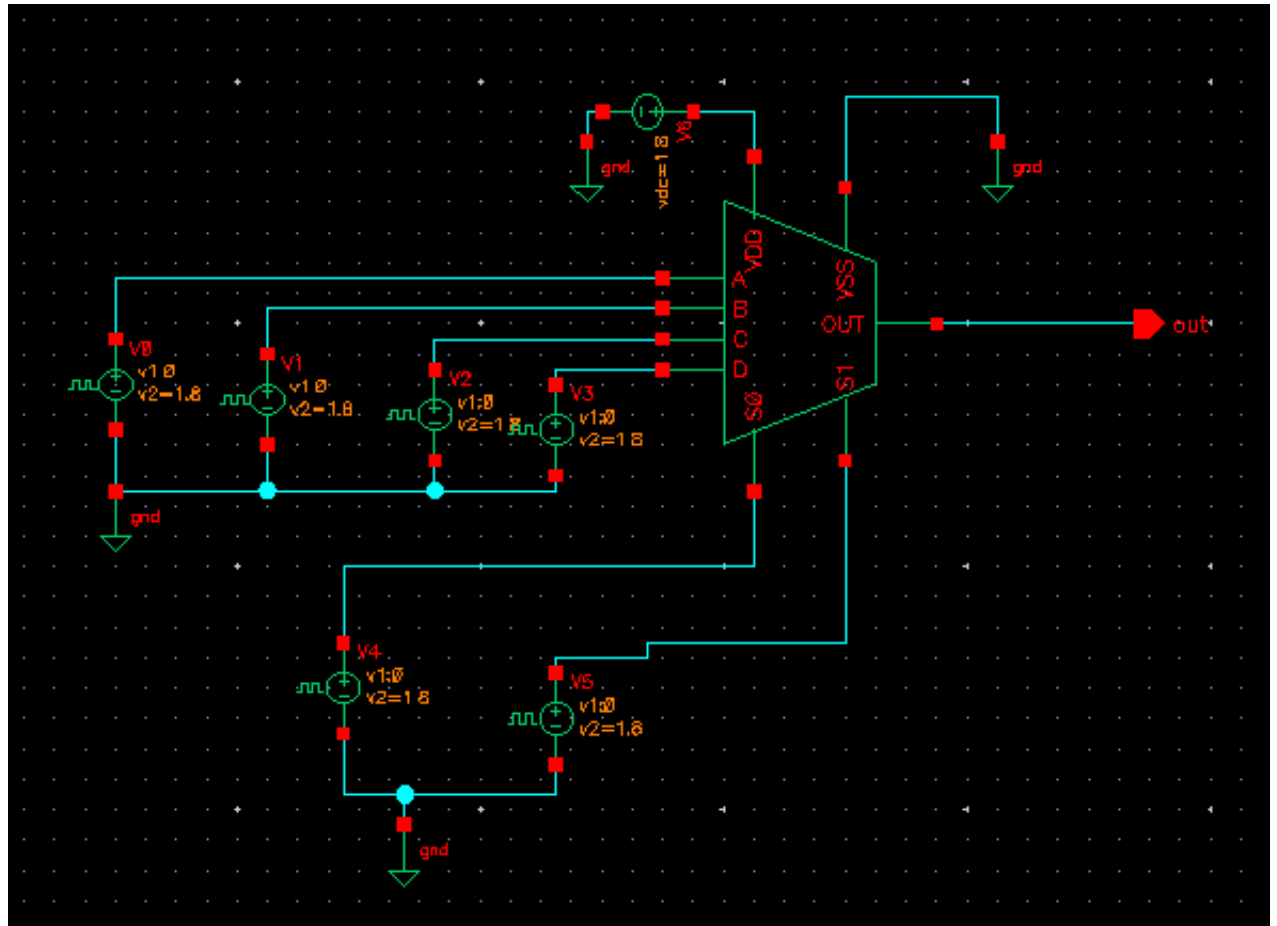 V6
gnd
gnd
vdc=1.8
VDD
VSS
A
B
C
D
OUT
out
S0
S1
V0
v1:0
v2=1.8
V1
v1:0
v2=1.8
V2
v1:0
v2=1.8
V3
v1:0
v2=1.8
gnd
V4
v1:0
v2=1.8
V5
v1:0
v2=1.8
gnd